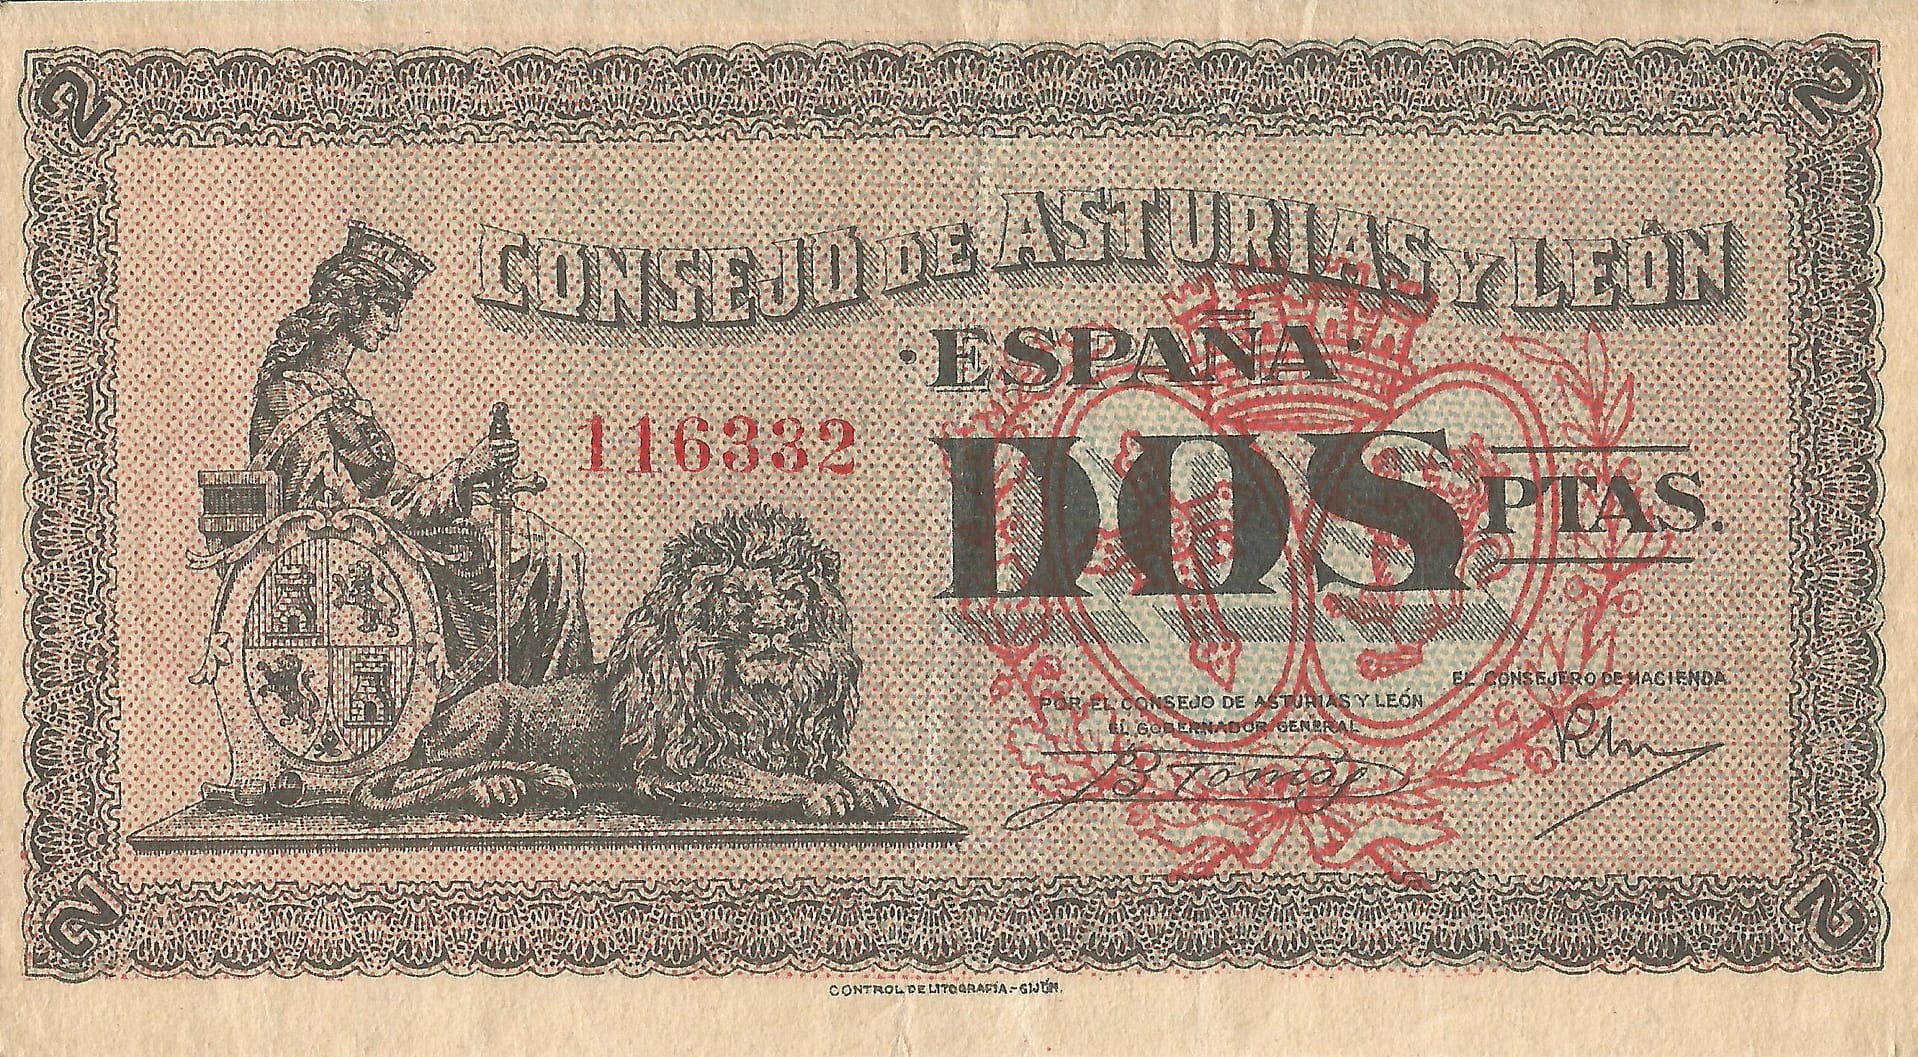 2
2
CONSEJO DE ASTURIAS Y LEÓN
· ESPAÑA ·
116332
DOS PTAS.
EL CONSEJERO DE HACIENDA
POR EL CONSEJO DE ASTURIAS Y LEÓN
EL GOBERNADOR GENERAL
B Tomás
2
2
CONTROL DE LITOGRAFÍA.- GIJÓN.